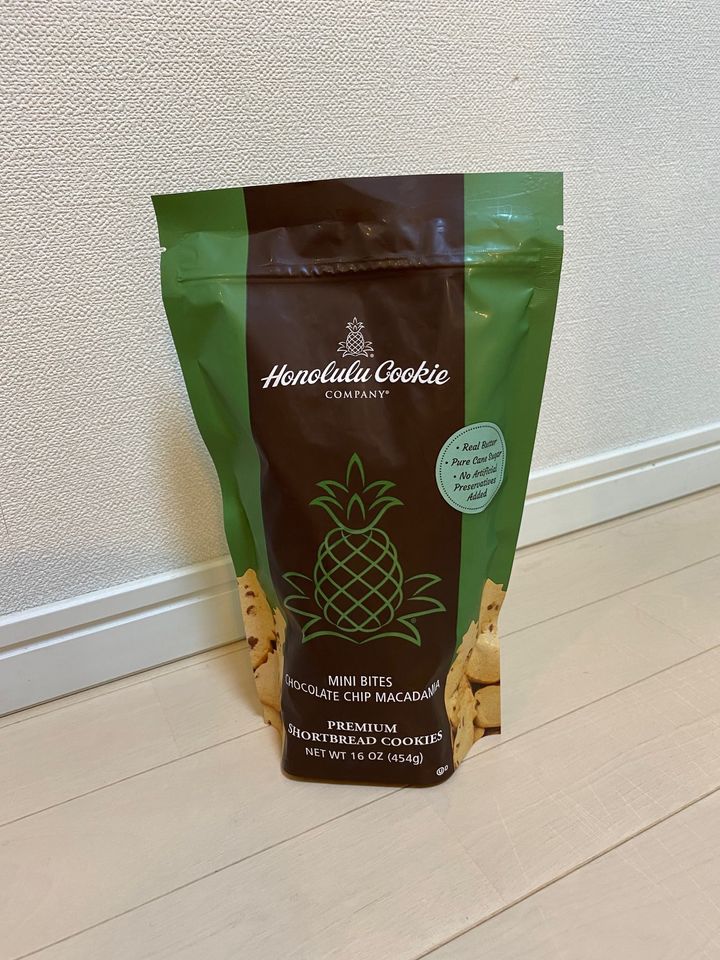 Honolulu Cookie
COMPANY®
• Real Butter
• Pure Cane Sugar
• No Artificial
Preservatives
Added
®
MINI BITES
CHOCOLATE CHIP MACADAMIA
PREMIUM
SHORTBREAD COOKIES
NET WT 16 OZ (454g)
U D